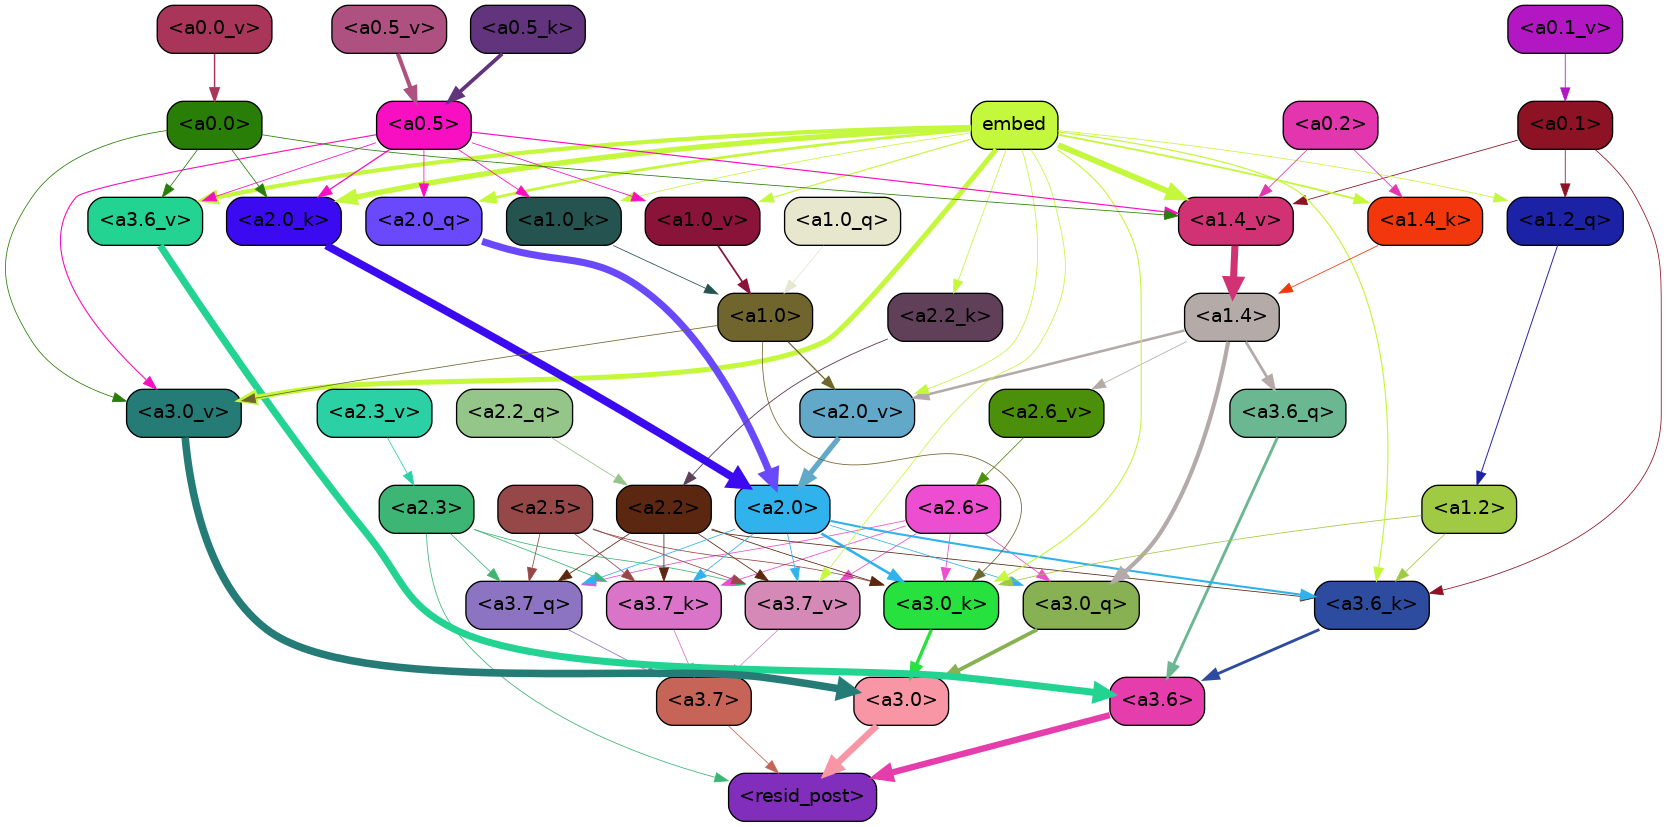 <a0.0_v> <a0.5_v> <a0.5_k> <a0.1_v>
<a0.0> <a0.5> embed <a0.2> <a0.1>
<a3.6_v> <a2.0_k> <a2.0_q> <a1.0_k> <a1.0_v> <a1.0_q> <a1.4_v> <a1.4_k> <a1.2_q>
<a1.0> <a2.2_k> <a1.4>
<a3.0_v> <a2.3_v> <a2.2_q> <a2.0_v> <a2.6_v> <a3.6_q>
<a2.3> <a2.5> <a2.2> <a2.0> <a2.6> <a1.2>
<a3.7_q> <a3.7_k> <a3.7_v> <a3.0_k> <a3.0_q> <a3.6_k>
<a3.7> <a3.0> <a3.6>
<resid_post>